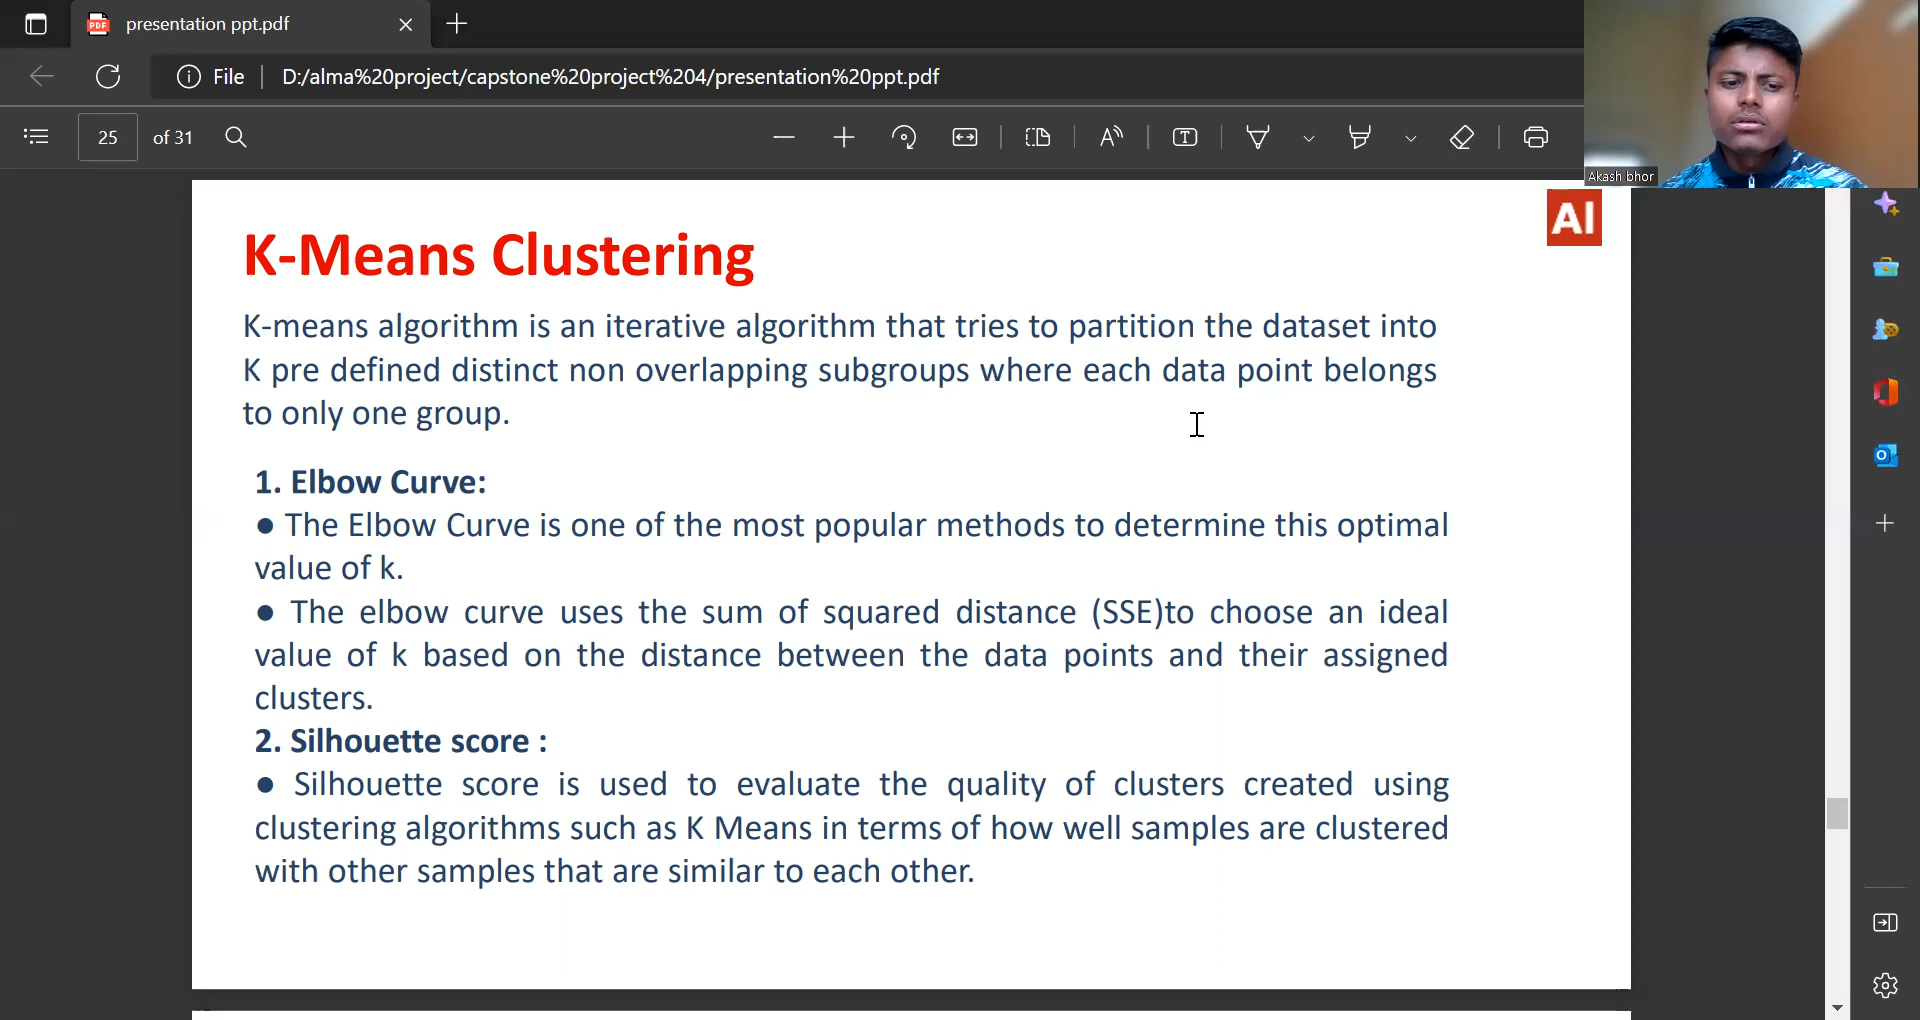 presentation ppt.pdf
File
D:/alma%20project/capstone%20project%204/presentation%20ppt.pdf
25 of 31
Akash bhor
AI
K-Means Clustering
K-means algorithm is an iterative algorithm that tries to partition the dataset into
K pre defined distinct non overlapping subgroups where each data point belongs
to only one group.
1. Elbow Curve:
● The Elbow Curve is one of the most popular methods to determine this optimal
value of k.
● The elbow curve uses the sum of squared distance (SSE)to choose an ideal
value of k based on the distance between the data points and their assigned
clusters.
2. Silhouette score :
● Silhouette score is used to evaluate the quality of clusters created using
clustering algorithms such as K Means in terms of how well samples are clustered
with other samples that are similar to each other.